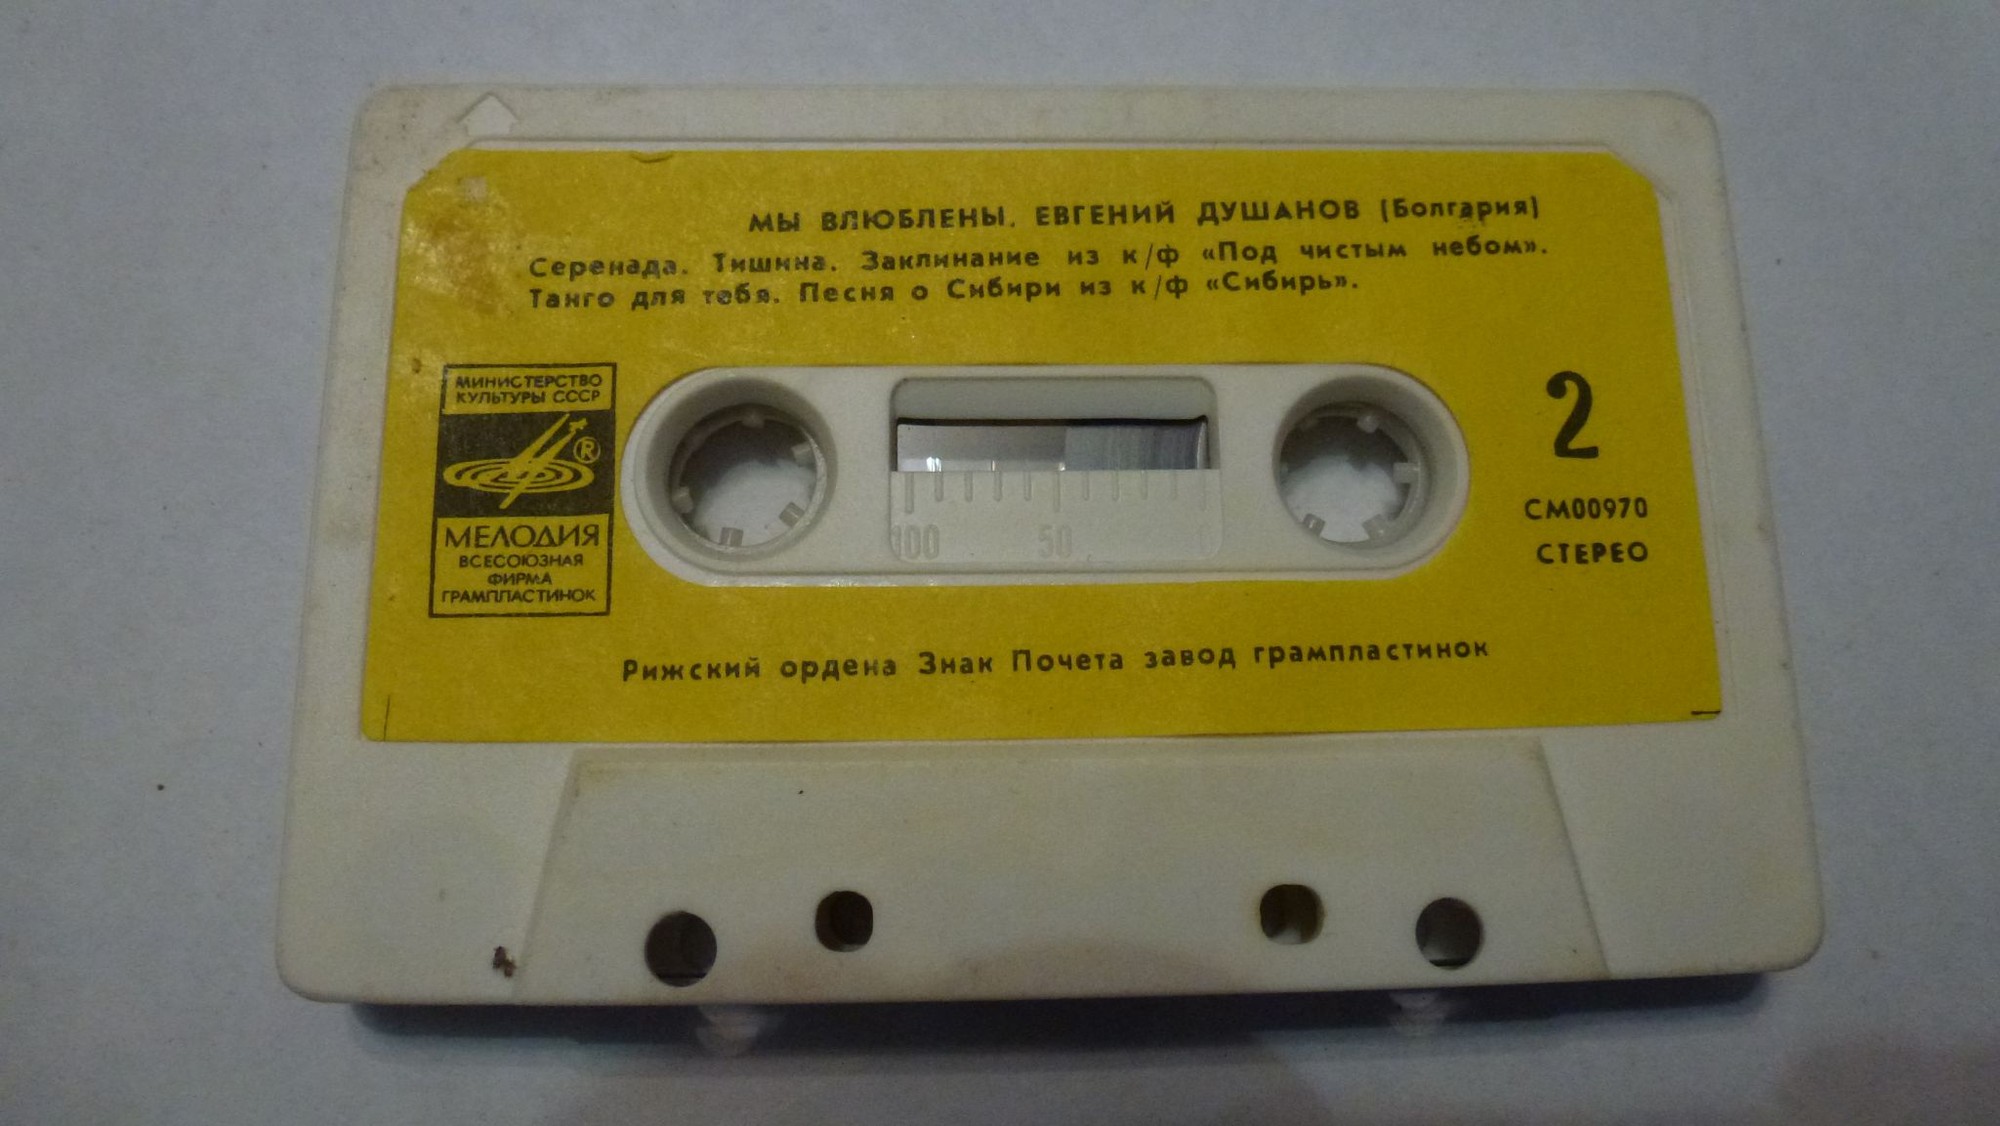 МЫ ВЛЮБЛЕНЫ. ЕВГЕНИЙ ДУШАНОВ (Болгария)
Серенада. Тишина. Заклинание из к/ф «Под чистым небом».
Танго для тебя. Песня о Сибири из к/ф «Сибирь».
МИНИСТЕРСТВО
КУЛЬТУРЫ СССР
®
МЕЛОДИЯ
ВСЕСОЮЗНАЯ
ФИРМА
ГРАМПЛАСТИНОК
100 50
2
СМ00970
СТЕРЕО
Рижский ордена Знак Почета завод грампластинок